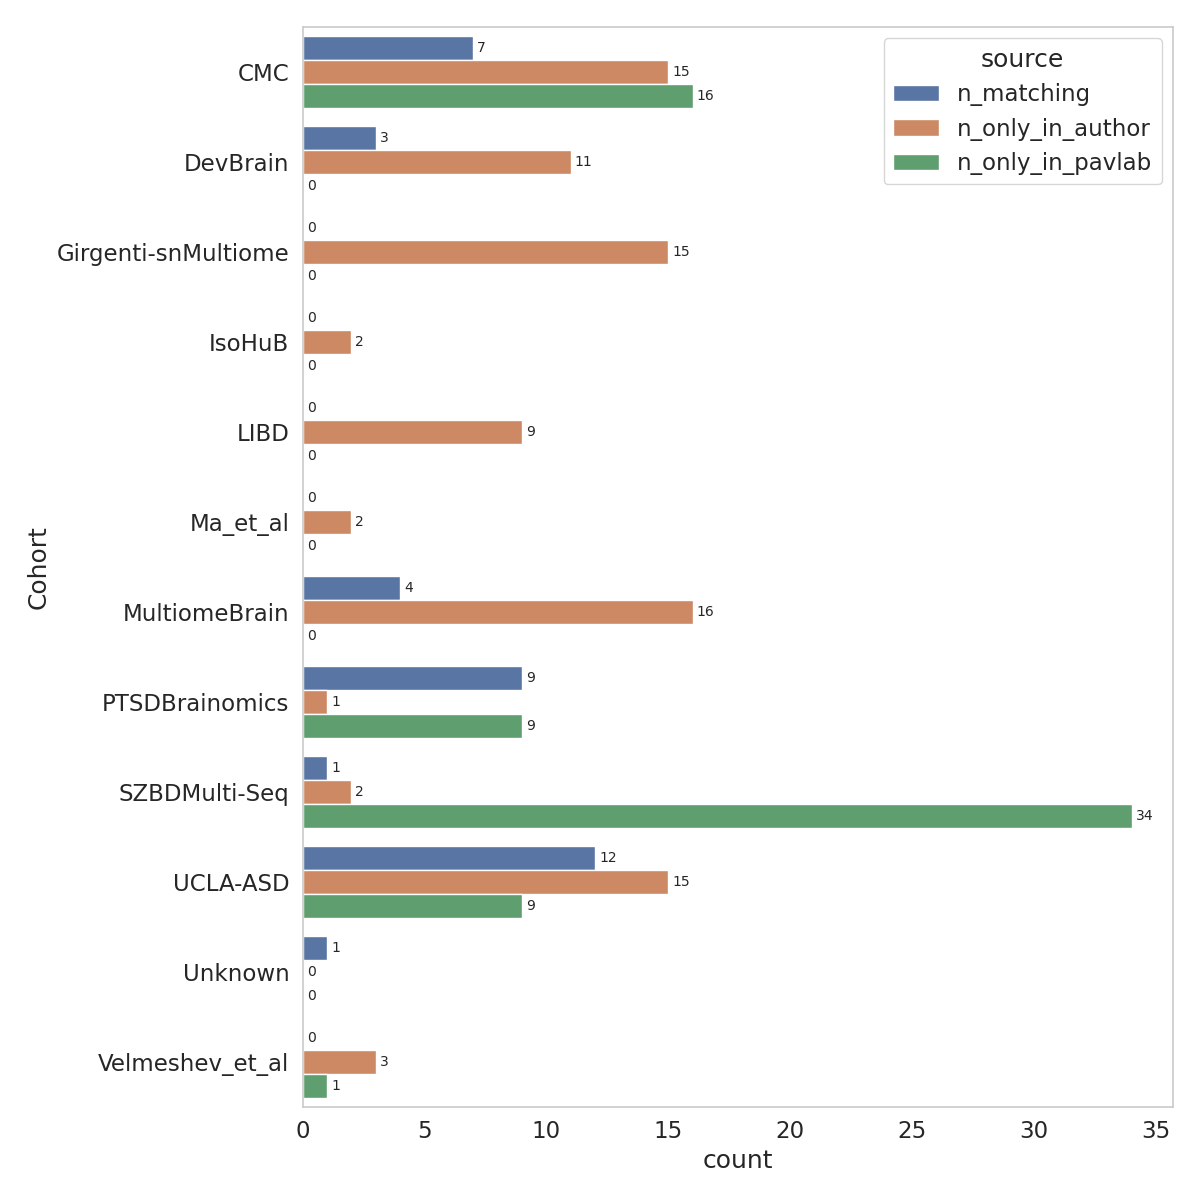 source
n_matching
n_only_in_author
n_only_in_pavlab
Cohort
CMC
7
15
16
DevBrain
3
11
0
Girgenti-snMultiome
0
15
0
IsoHuB
0
2
0
LIBD
0
9
0
Ma_et_al
0
2
0
MultiomeBrain
4
16
0
PTSDBrainomics
9
1
9
SZBDMulti-Seq
1
2
34
UCLA-ASD
12
15
9
Unknown
1
0
0
Velmeshev_et_al
0
3
1
0 5 10 15 20 25 30 35
count